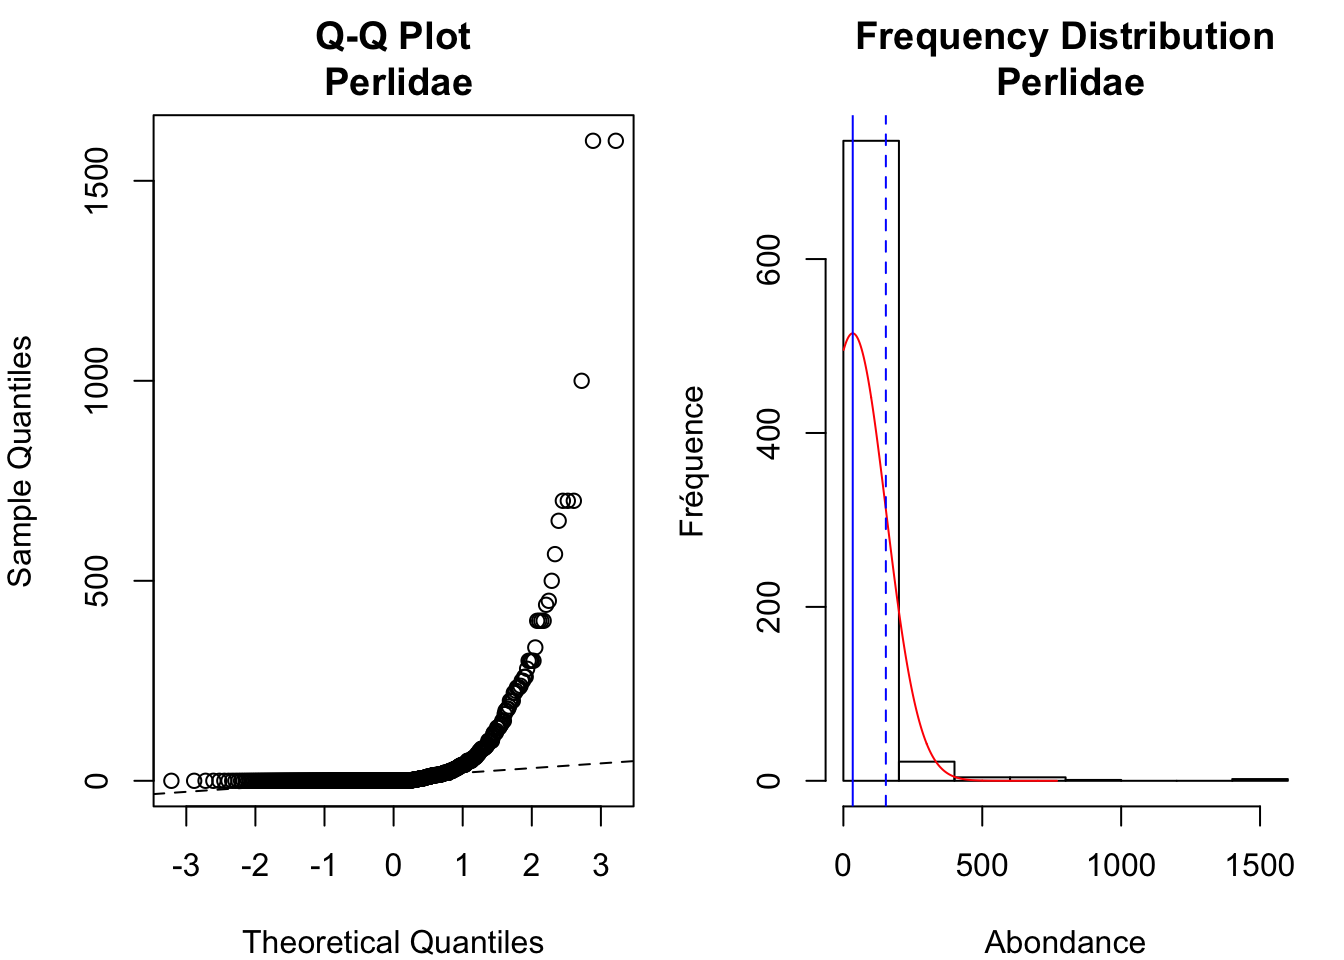 Q-Q Plot
Perlidae
Sample Quantiles
1500
1000
500
0
-3 -2 -1 0 1 2 3
Theoretical Quantiles
Frequency Distribution
Perlidae
Fréquence
600
400
200
0
0 500 1000 1500
Abondance